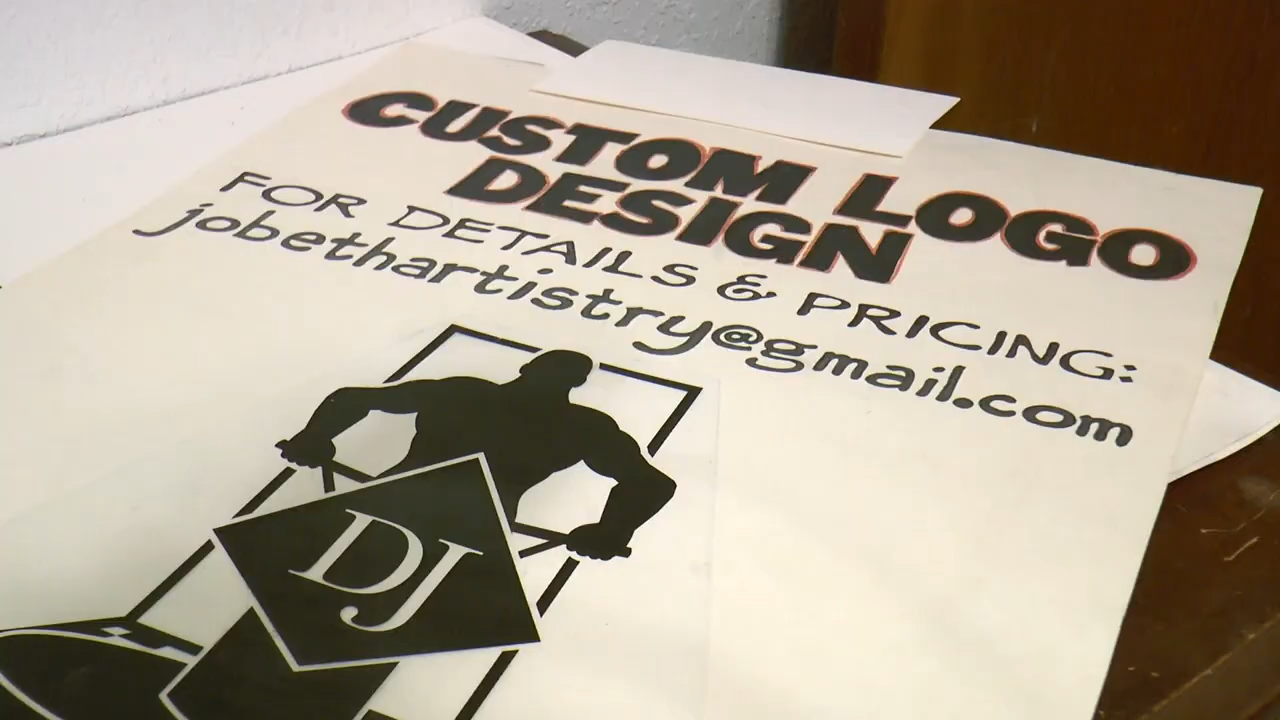 CUSTOM LOGO
DESIGN
FOR DETAILS & PRICING:
jobethartistry@gmail.com
DJ